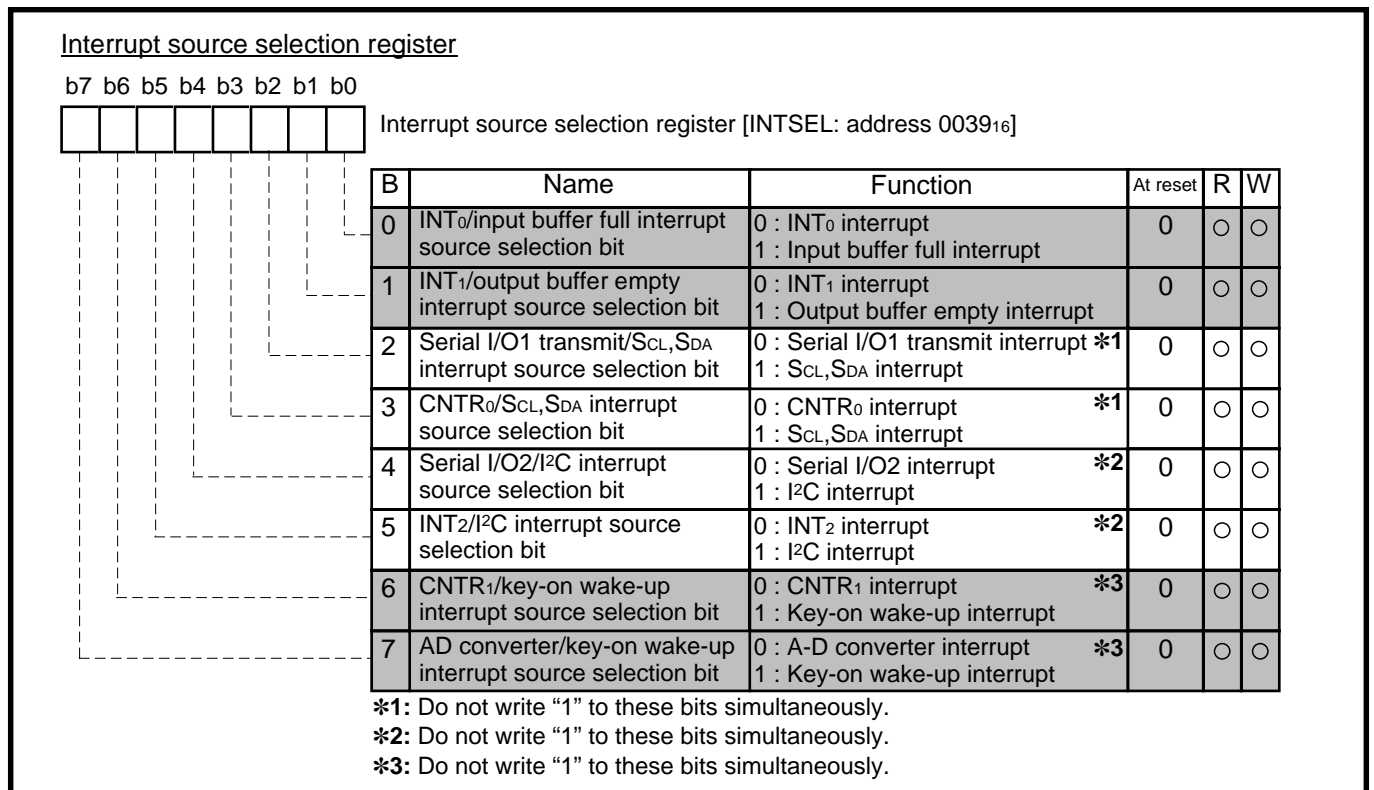 Interrupt source selection register
b7 b6 b5 b4 b3 b2 b1 b0
Interrupt source selection register [INTSEL: address 0039₁₆]
B Name Function At reset R W
0 INT₀/input buffer full interrupt 0 : INT₀ interrupt 0 ○ ○
source selection bit 1 : Input buffer full interrupt
1 INT₁/output buffer empty 0 : INT₁ interrupt 0 ○ ○
interrupt source selection bit 1 : Output buffer empty interrupt
2 Serial I/O1 transmit/SCL,SDA 0 : Serial I/O1 transmit interrupt ✻1 0 ○ ○
interrupt source selection bit 1 : SCL,SDA interrupt
3 CNTR₀/SCL,SDA interrupt 0 : CNTR₀ interrupt ✻1 0 ○ ○
source selection bit 1 : SCL,SDA interrupt
4 Serial I/O2/I²C interrupt 0 : Serial I/O2 interrupt ✻2 0 ○ ○
source selection bit 1 : I²C interrupt
5 INT₂/I²C interrupt source 0 : INT₂ interrupt ✻2 0 ○ ○
selection bit 1 : I²C interrupt
6 CNTR₁/key-on wake-up 0 : CNTR₁ interrupt ✻3 0 ○ ○
interrupt source selection bit 1 : Key-on wake-up interrupt
7 AD converter/key-on wake-up 0 : A-D converter interrupt ✻3 0 ○ ○
interrupt source selection bit 1 : Key-on wake-up interrupt
✻1: Do not write “1” to these bits simultaneously.
✻2: Do not write “1” to these bits simultaneously.
✻3: Do not write “1” to these bits simultaneously.